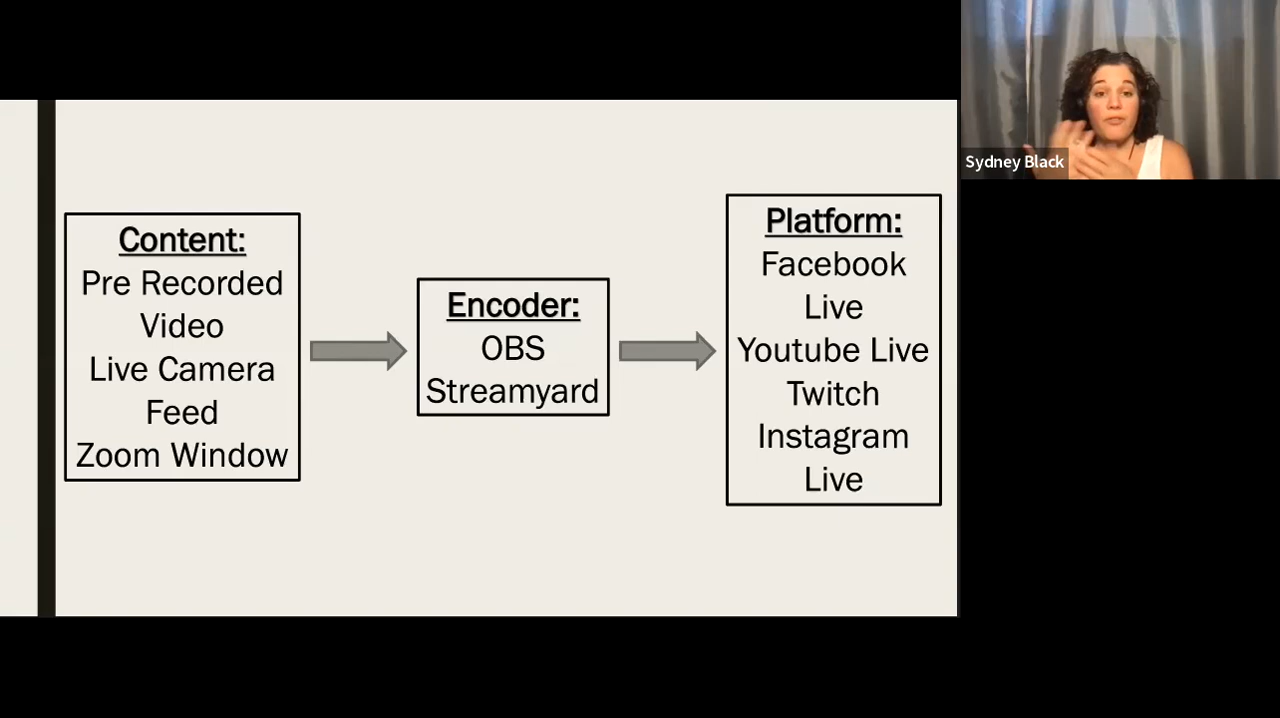 Content:
Pre Recorded
Video
Live Camera
Feed
Zoom Window
Encoder:
OBS
Streamyard
Platform:
Facebook
Live
Youtube Live
Twitch
Instagram
Live
Sydney Black